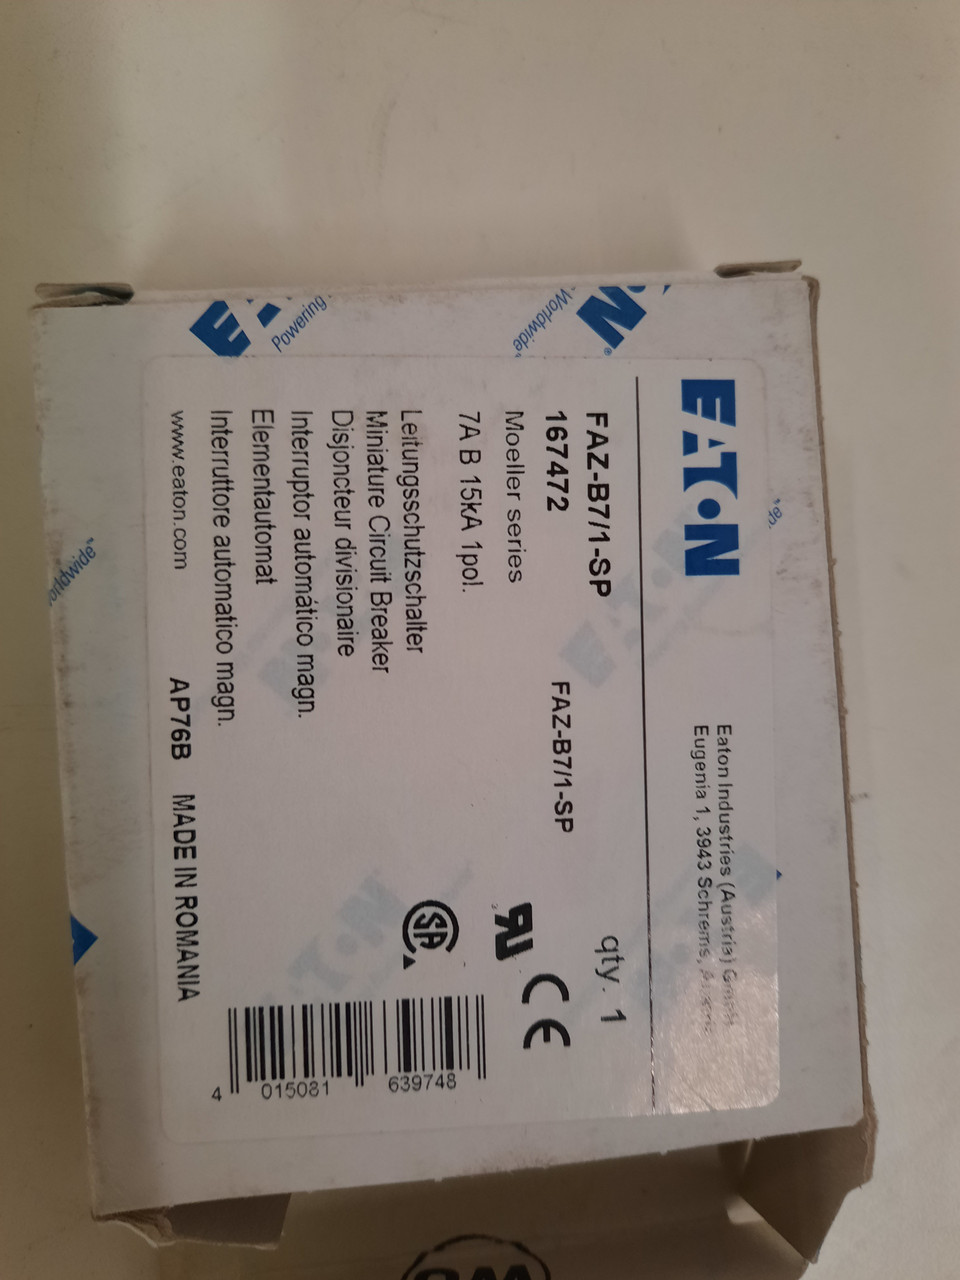 EATON
Eaton Industries (Austria) GmbH
Eugenia 1, 3943 Schrems, Austria
FAZ-B7/1-SP
qty. 1
167472
FAZ-B7/1-SP
Moeller series
7A B 15kA 1pol.
Leitungsschutzschalter
Miniature Circuit Breaker
Disjoncteur divisionaire
Interruptor automático magn.
Elementautomat
Interruttore automatico magn.
www.eaton.com
AP76B MADE IN ROMANIA
CE
4 015081 639748
Powering
Worldwide